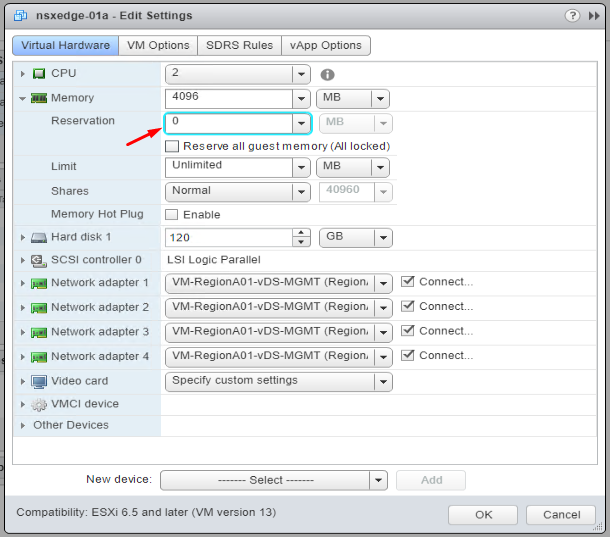 nsxedge-01a - Edit Settings
Virtual Hardware VM Options SDRS Rules vApp Options
CPU 2
Memory 4096 MB
Reservation 0 MB
Reserve all guest memory (All locked)
Limit Unlimited MB
Shares Normal 40960
Memory Hot Plug Enable
Hard disk 1 120 GB
SCSI controller 0 LSI Logic Parallel
Network adapter 1 VM-RegionA01-vDS-MGMT (Region Connect...
Network adapter 2 VM-RegionA01-vDS-MGMT (Region Connect...
Network adapter 3 VM-RegionA01-vDS-MGMT (Region Connect...
Network adapter 4 VM-RegionA01-vDS-MGMT (Region Connect...
Video card Specify custom settings
VMCI device
Other Devices
New device: ------- Select ------- Add
Compatibility: ESXi 6.5 and later (VM version 13) OK Cancel